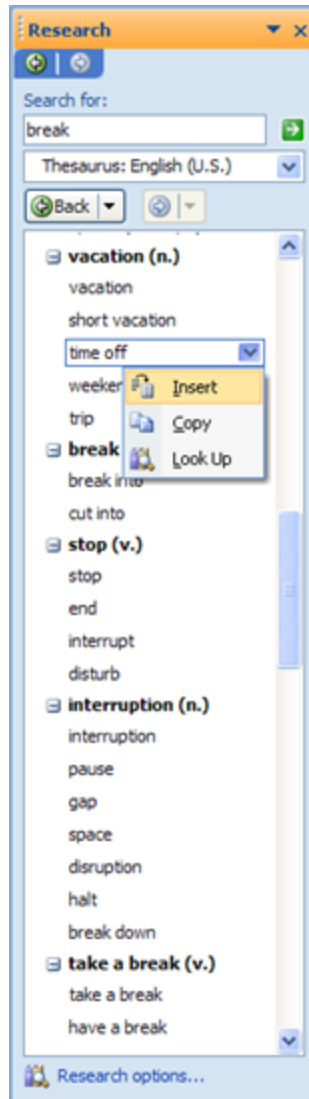 Research
Search for:
break
Thesaurus: English (U.S.)
Back
vacation (n.)
vacation
short vacation
time off
Insert
trip
Copy
break
Look Up
break into
cut into
stop (v.)
stop
end
interrupt
disturb
interruption (n.)
interruption
pause
gap
space
disruption
halt
break down
take a break (v.)
take a break
have a break
Research options...